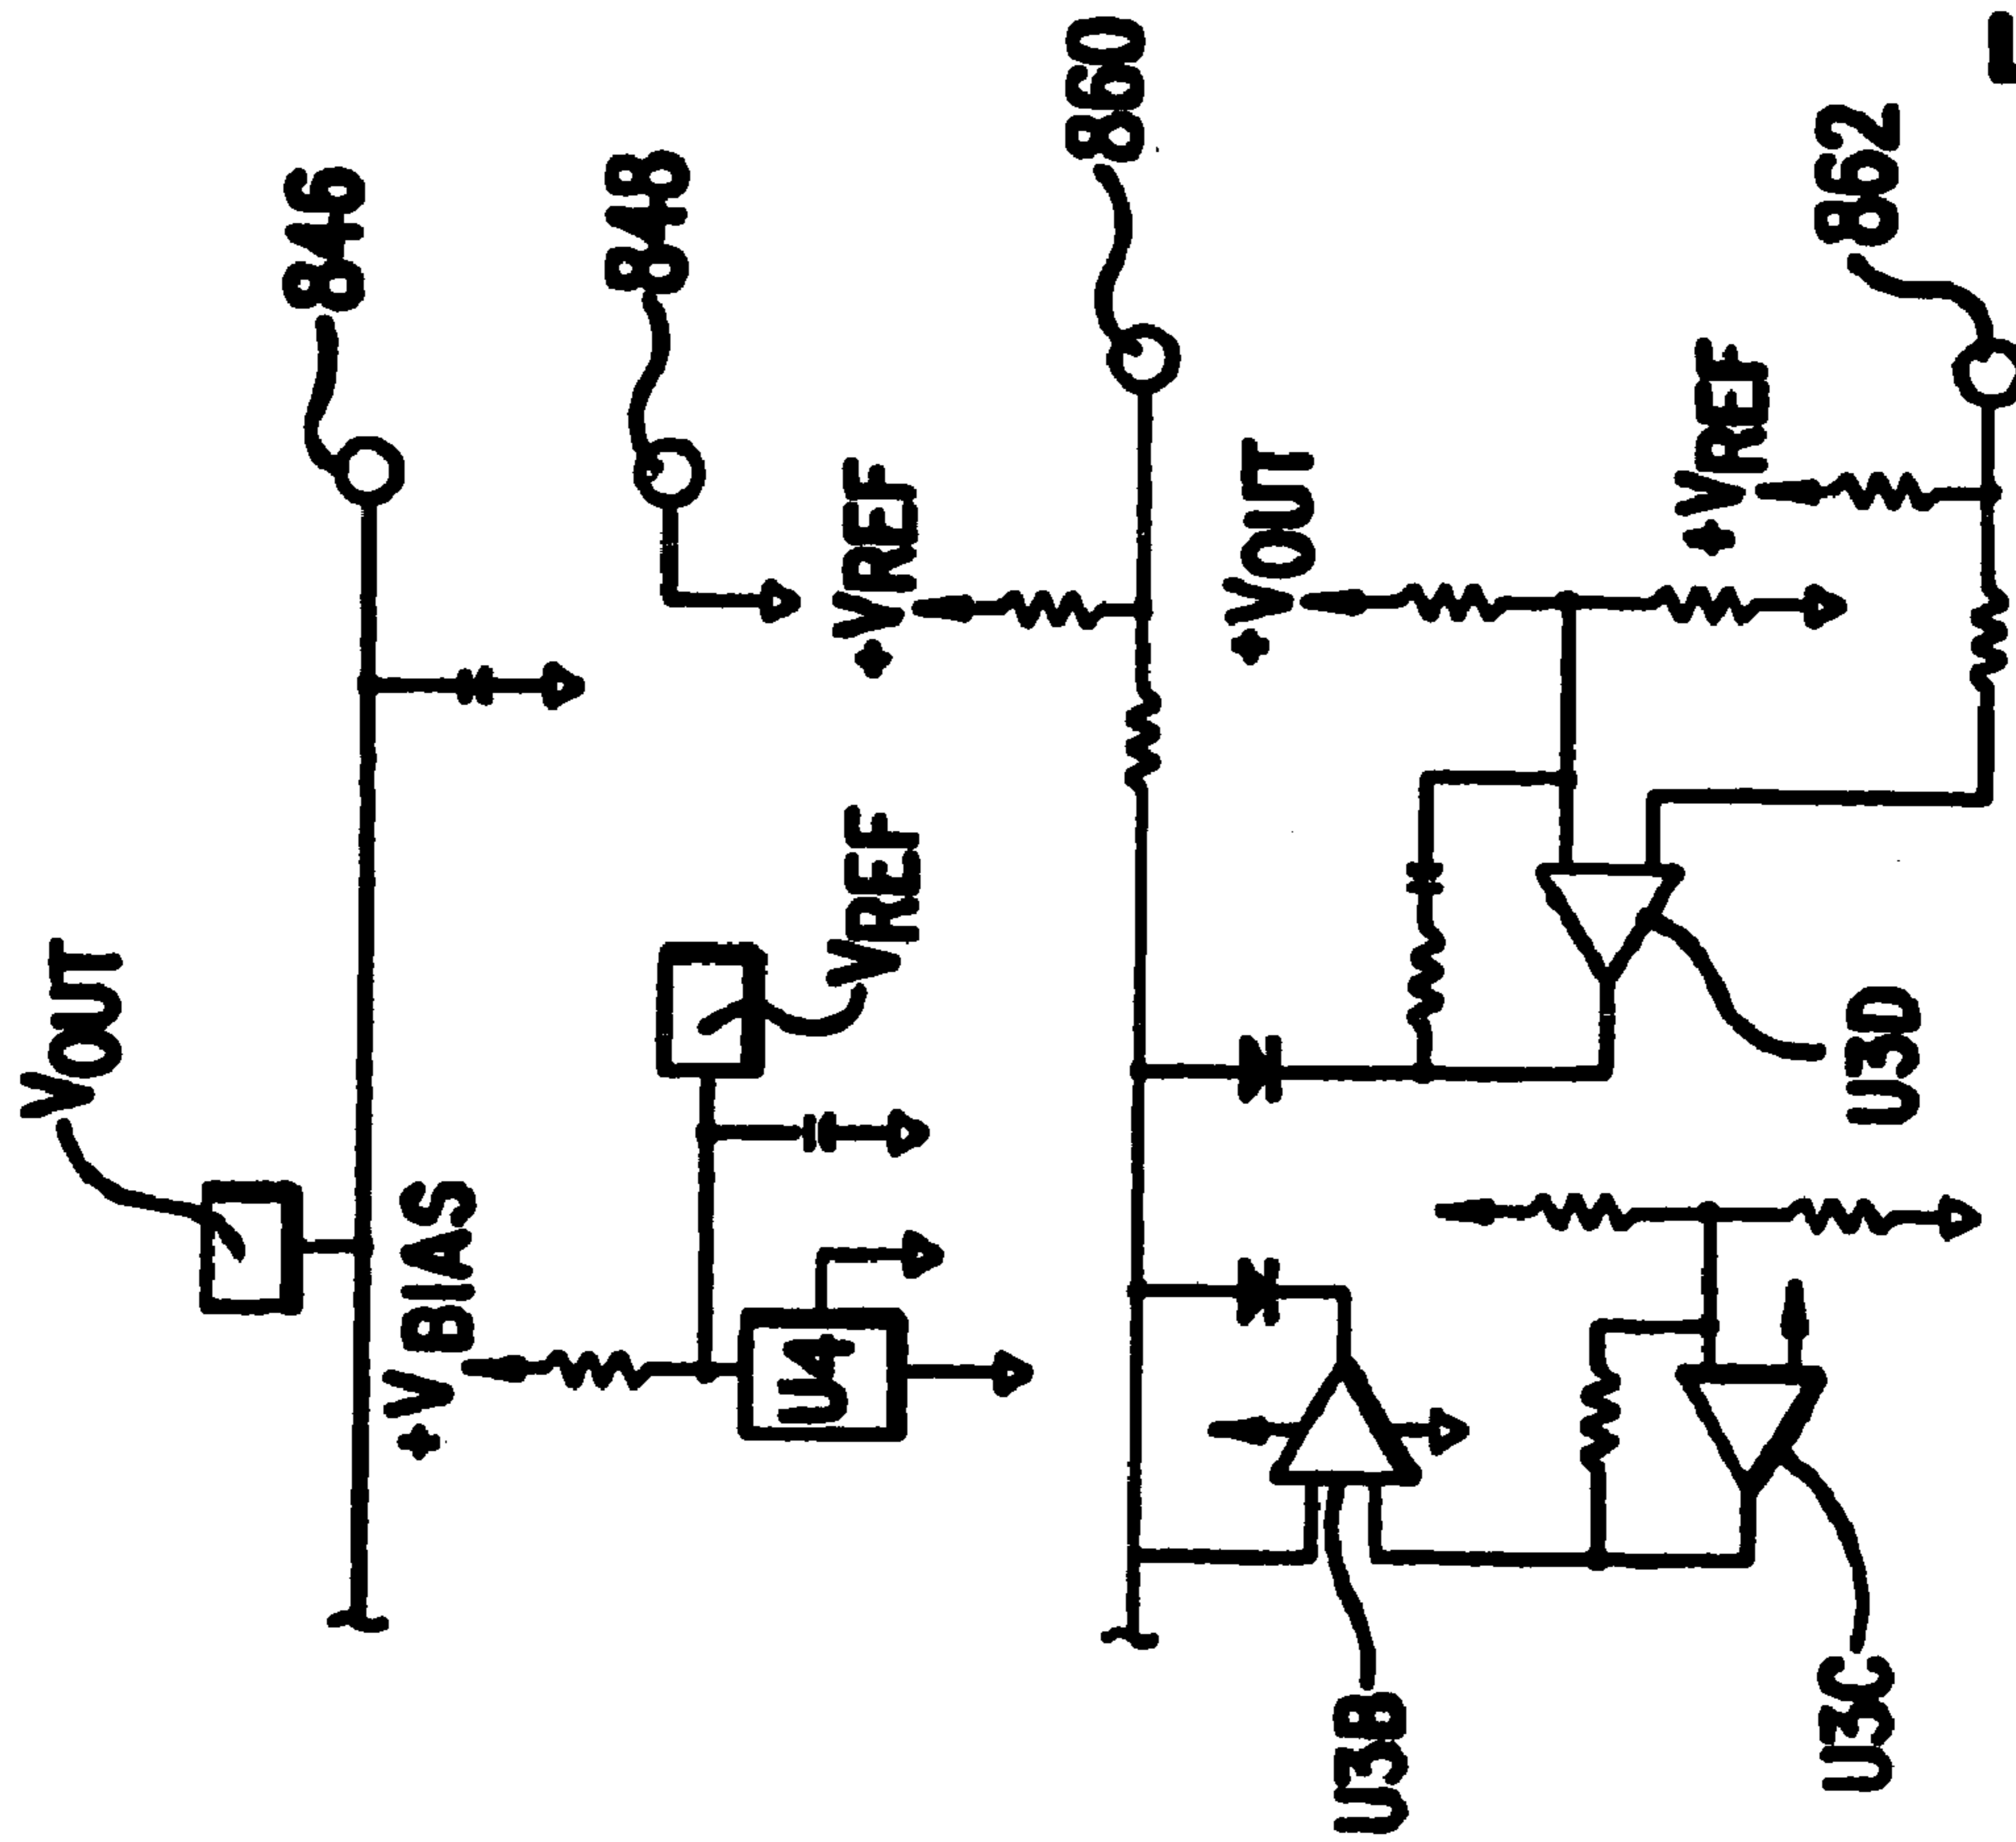 VOUT
846
848
+VBIAS
VREF
+VREF
U4
860
+VOUT
+VREF
862
U3D
U3B
U3C